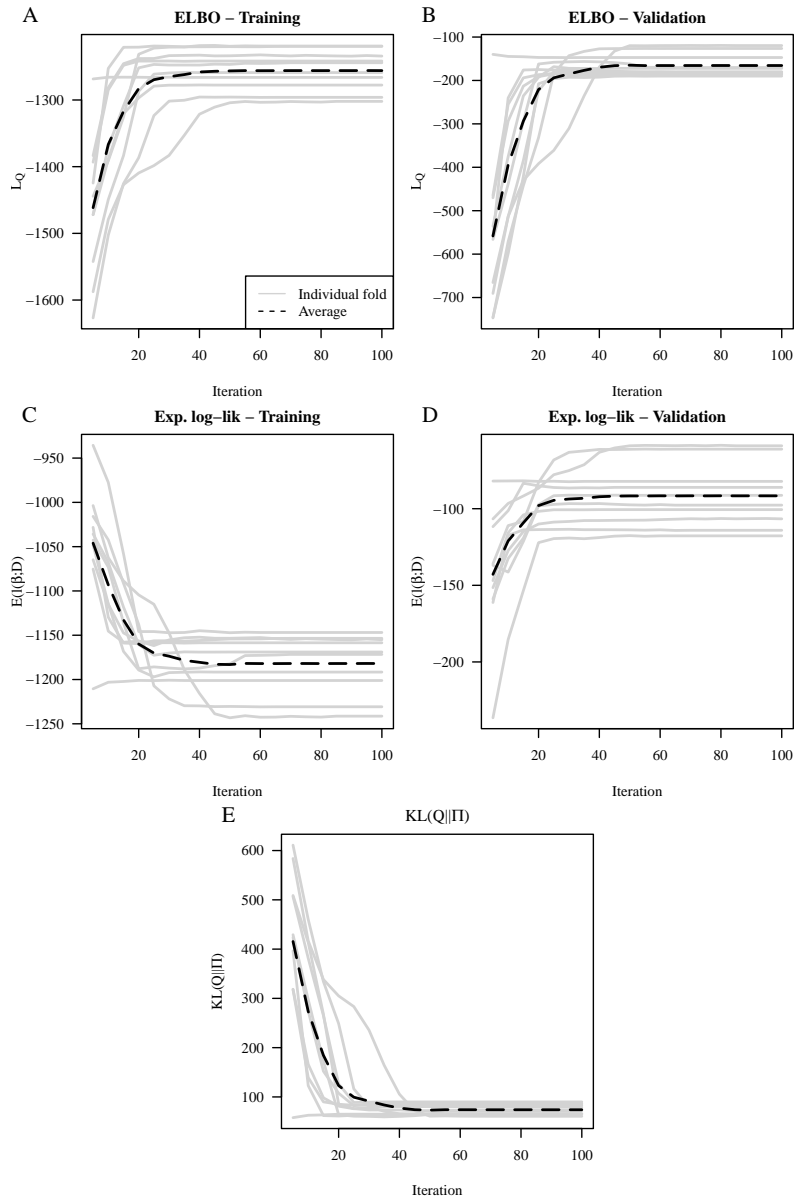 A
ELBO – Training
L_Q
−1300
−1400
−1500
−1600
20 40 60 80 100
Iteration
Individual fold
Average
B
ELBO – Validation
L_Q
−100
−200
−300
−400
−500
−600
−700
20 40 60 80 100
Iteration
C
Exp. log−lik – Training
E(l(β;D)
−950
−1000
−1050
−1100
−1150
−1200
−1250
20 40 60 80 100
Iteration
D
Exp. log−lik – Validation
E(l(β;D)
−100
−150
−200
20 40 60 80 100
Iteration
E
KL(Q||Π)
KL(Q||Π)
600
500
400
300
200
100
20 40 60 80 100
Iteration